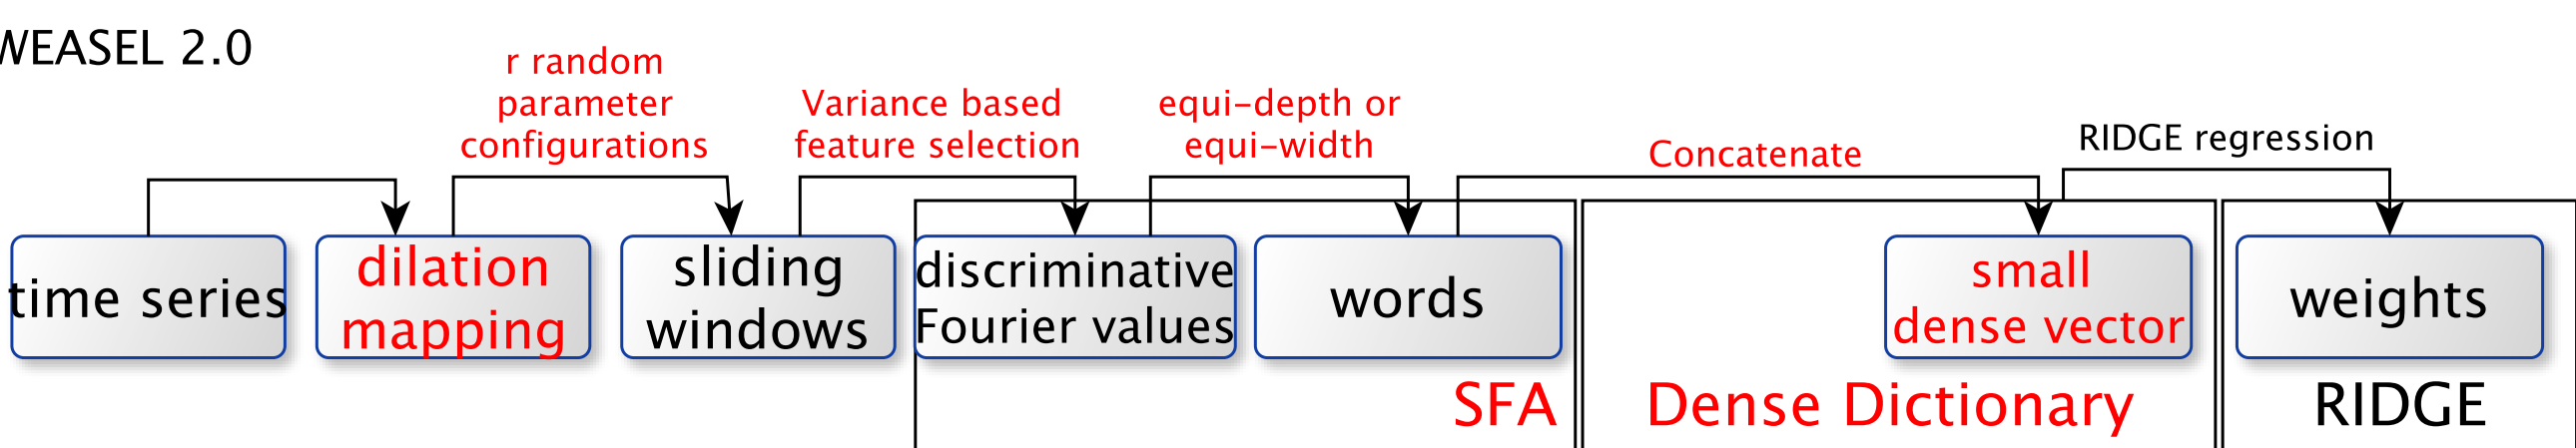 WEASEL 2.0
r random
parameter
configurations
Variance based
feature selection
equi-depth or
equi-width
Concatenate
RIDGE regression
time series
dilation
mapping
sliding
windows
discriminative
Fourier values
words
small
dense vector
weights
SFA
Dense Dictionary
RIDGE